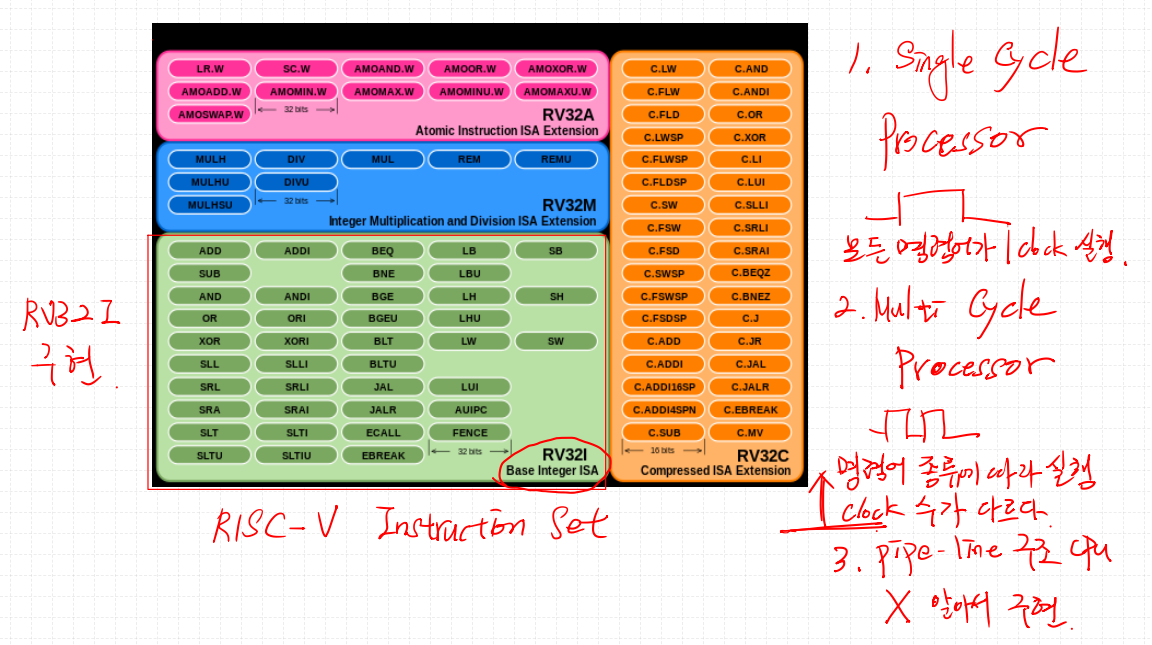 LR.W SC.W AMOAND.W AMOOR.W AMOXOR.W
AMOADD.W AMOMIN.W AMOMAX.W AMOMINU.W AMOMAXU.W
AMOSWAP.W 32 bits RV32A
Atomic Instruction ISA Extension
MULH DIV MUL REM REMU
MULHU DIVU
MULHSU 32 bits RV32M
Integer Multiplication and Division ISA Extension
ADD ADDI BEQ LB SB
SUB BNE LBU
AND ANDI BGE LH SH
OR ORI BGEU LHU
XOR XORI BLT LW SW
SLL SLLI BLTU
SRL SRLI JAL LUI
SRA SRAI JALR AUIPC
SLT SLTI ECALL FENCE
SLTU SLTIU EBREAK 32 bits RV32I
Base Integer ISA
C.LW C.AND
C.FLW C.ANDI
C.FLD C.OR
C.LWSP C.XOR
C.FLWSP C.LI
C.FLDSP C.LUI
C.SW C.SLLI
C.FSW C.SRLI
C.FSD C.SRAI
C.SWSP C.BEQZ
C.FSWSP C.BNEZ
C.FSDSP C.J
C.ADD C.JR
C.ADDI C.JAL
C.ADDI16SP C.JALR
C.ADDI4SPN C.EBREAK
C.SUB C.MV
16 bits RV32C
Compressed ISA Extension
RV32I
구현.
RISC-V Instruction Set
1. Single Cycle
Processor
모든 명령어가 1 clock 실행.
2. Multi Cycle
Processor
명령어 종류에 따라 실행
clock 수가 다르다.
3. pipe-line 구조 CPU
X 알아서 구현.